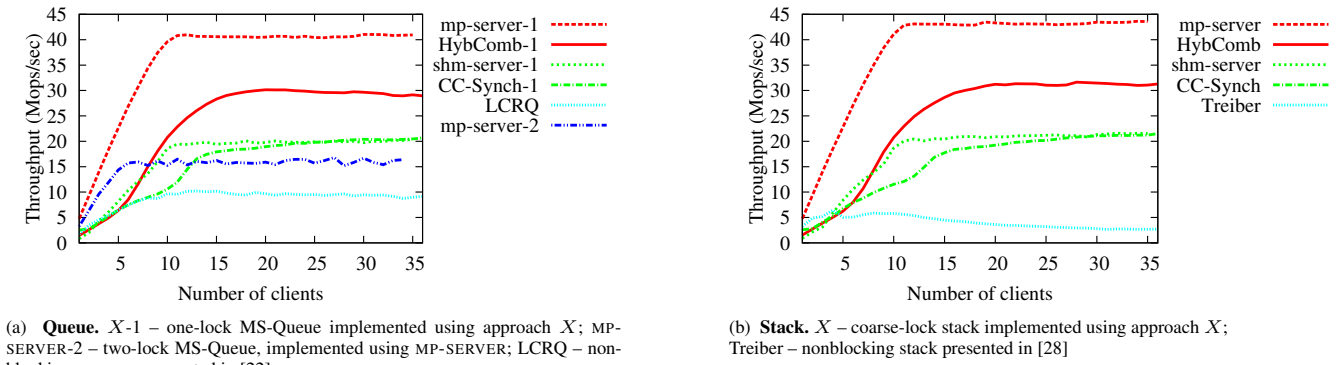 Throughput (Mops/sec)
45
40
35
30
25
20
15
10
5
0
5 10 15 20 25 30 35
Number of clients
mp-server-1
HybComb-1
shm-server-1
CC-Synch-1
LCRQ
mp-server-2
(a) Queue. X-1 – one-lock MS-Queue implemented using approach X; MP-
SERVER-2 – two-lock MS-Queue, implemented using MP-SERVER; LCRQ – non-
Throughput (Mops/sec)
45
40
35
30
25
20
15
10
5
0
5 10 15 20 25 30 35
Number of clients
mp-server
HybComb
shm-server
CC-Synch
Treiber
(b) Stack. X – coarse-lock stack implemented using approach X;
Treiber – nonblocking stack presented in [28]